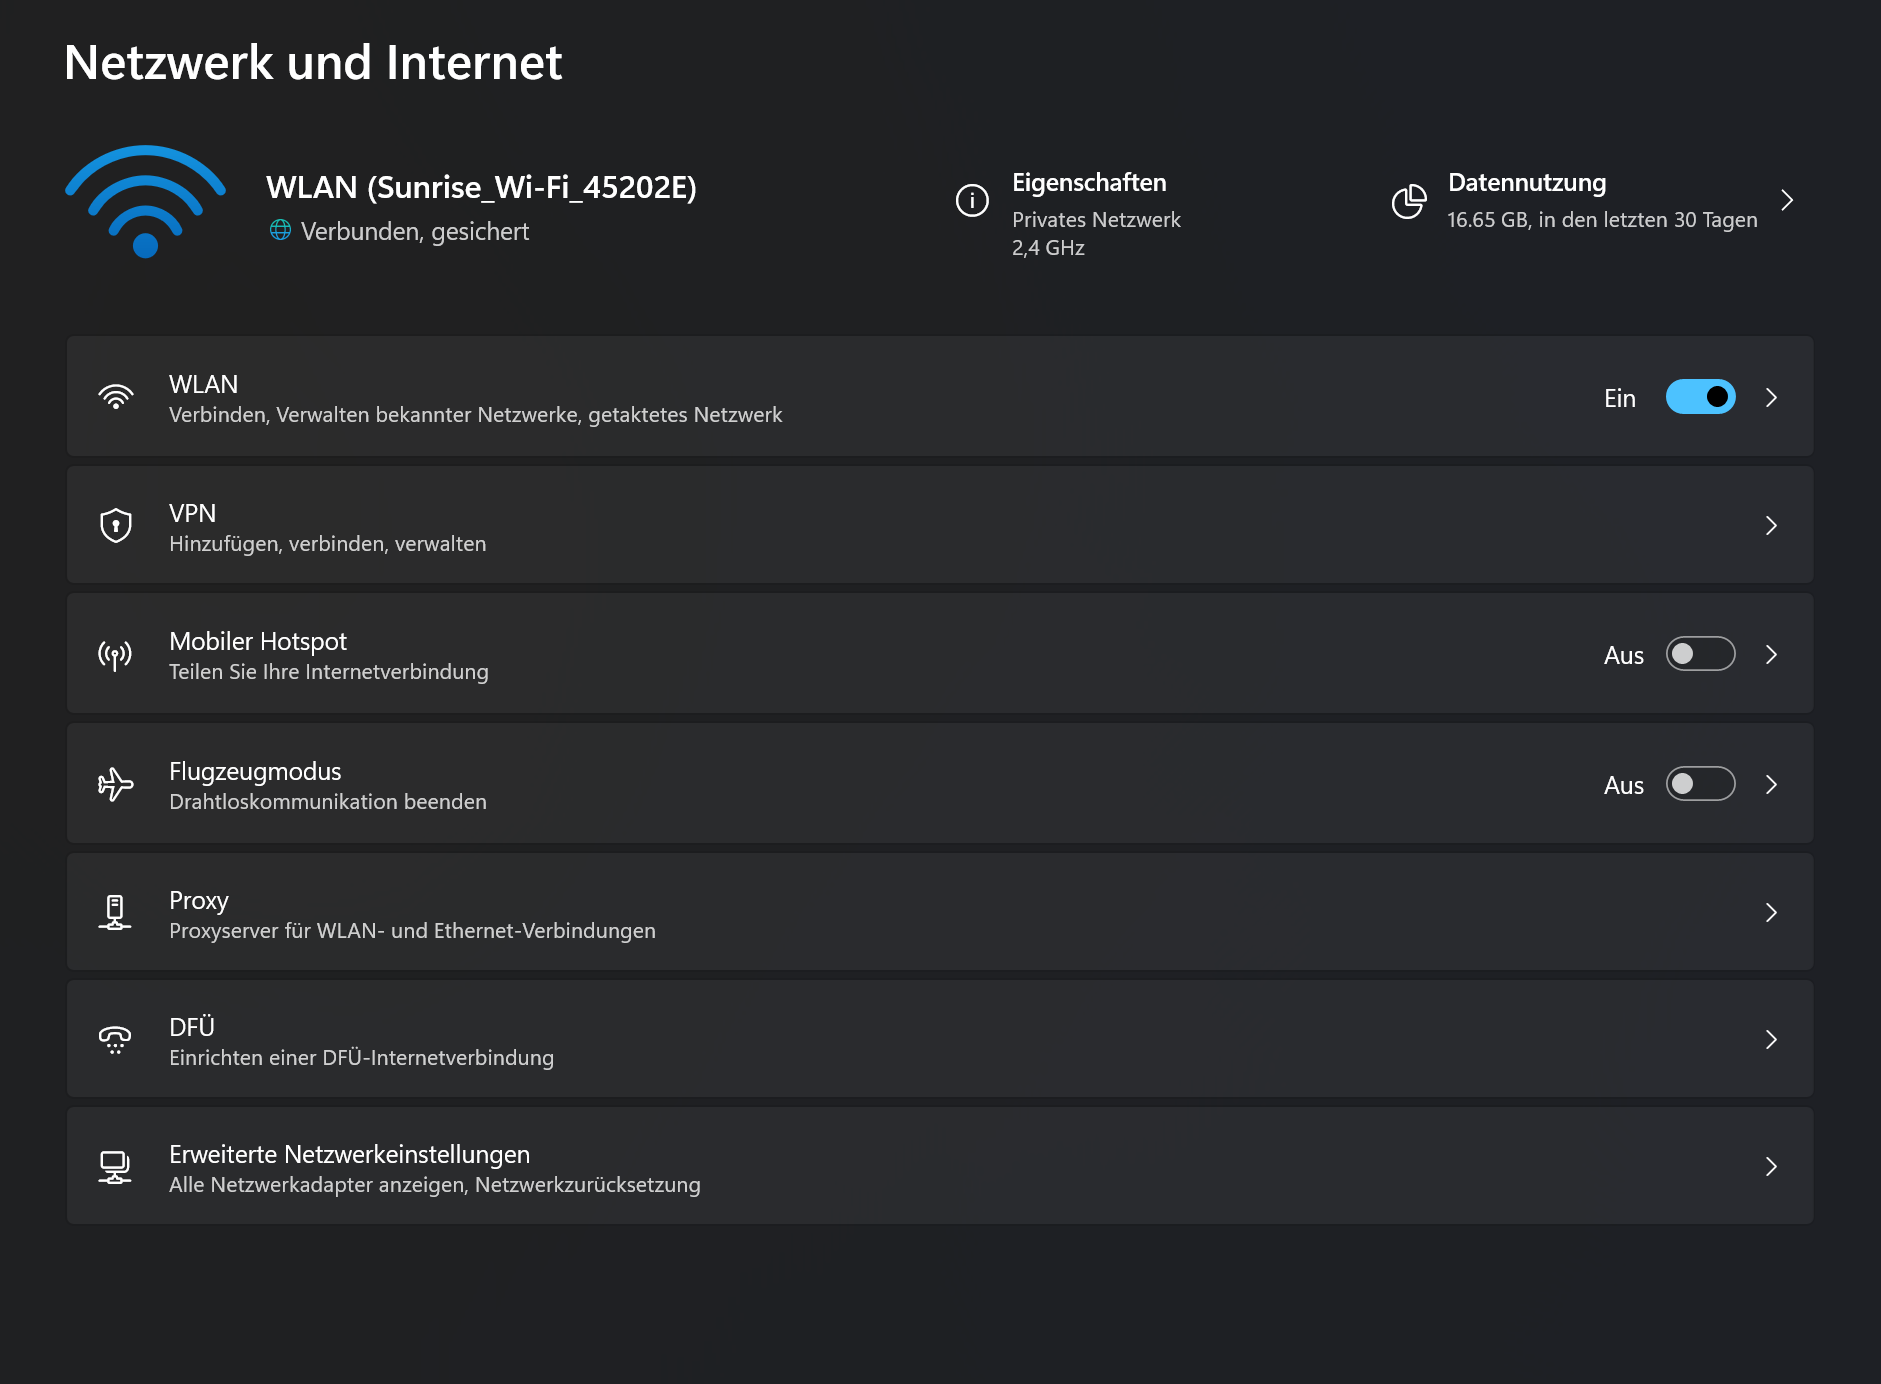 Netzwerk und Internet
WLAN (Sunrise_Wi-Fi_45202E)
Verbunden, gesichert
Eigenschaften
Privates Netzwerk
2,4 GHz
Datennutzung
16.65 GB, in den letzten 30 Tagen
WLAN
Verbinden, Verwalten bekannter Netzwerke, getaktetes Netzwerk
Ein
VPN
Hinzufügen, verbinden, verwalten
Mobiler Hotspot
Teilen Sie Ihre Internetverbindung
Aus
Flugzeugmodus
Drahtloskommunikation beenden
Aus
Proxy
Proxyserver für WLAN- und Ethernet-Verbindungen
DFÜ
Einrichten einer DFÜ-Internetverbindung
Erweiterte Netzwerkeinstellungen
Alle Netzwerkadapter anzeigen, Netzwerkzurücksetzung